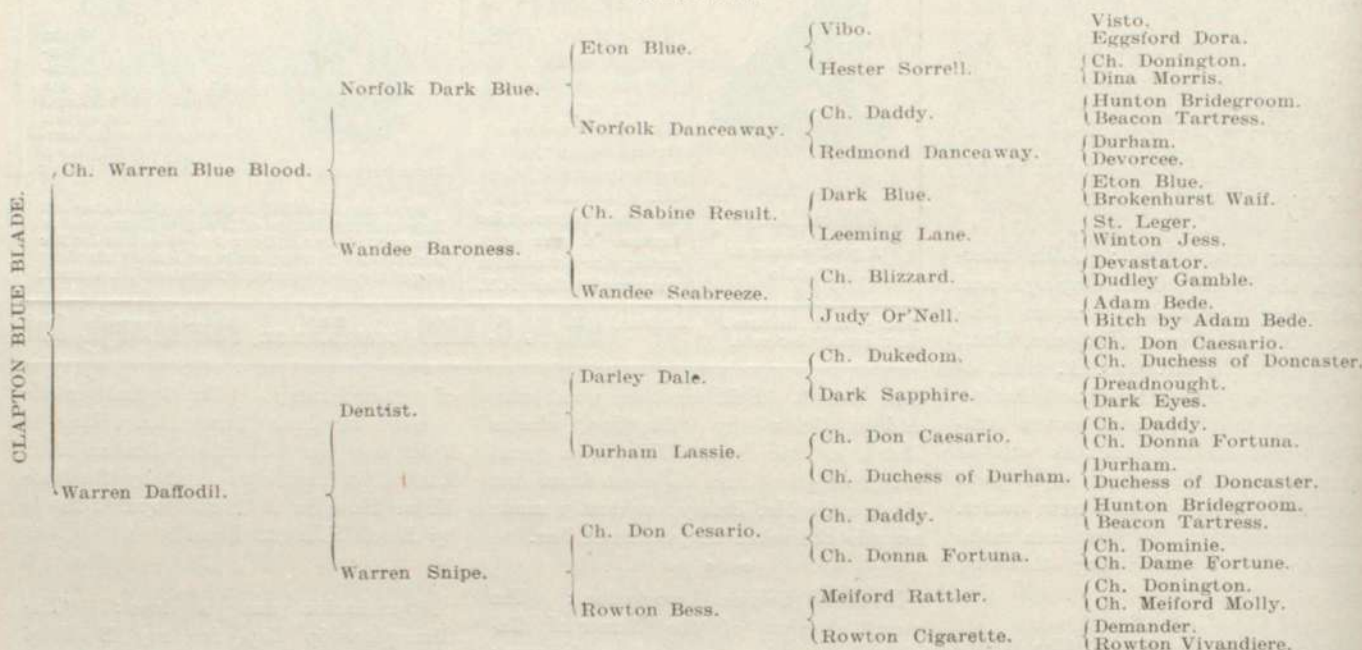 CLAPTON BLUE BLADE.
Ch. Warren Blue Blood.
Warren Daffodil.
Norfolk Dark Blue.
Wandee Baroness.
Dentist.
Warren Snipe.
Eton Blue.
Norfolk Danceaway.
Ch. Sabine Result.
Wandee Seabreeze.
Darley Dale.
Durham Lassie.
Ch. Don Cesario.
Rowton Bess.
Vibo.
Hester Sorrell.
Ch. Daddy.
Redmond Danceaway.
Dark Blue.
Leeming Lane.
Ch. Blizzard.
Judy Or'Nell.
Ch. Dukedom.
Dark Sapphire.
Ch. Don Caesario.
Ch. Duchess of Durham.
Ch. Daddy.
Ch. Donna Fortuna.
Meiford Rattler.
Rowton Cigarette.
Visto.
Eggsford Dora.
Ch. Donington.
Dina Morris.
Hunton Bridegroom.
Beacon Tartress.
Durham.
Devorcee.
Eton Blue.
Brokenhurst Waif.
St. Leger.
Winton Jess.
Devastator.
Dudley Gamble.
Adam Bede.
Bitch by Adam Bede.
Ch. Don Caesario.
Ch. Duchess of Doncaster.
Dreadnought.
Dark Eyes.
Ch. Daddy.
Ch. Donna Fortuna.
Durham.
Duchess of Doncaster.
Hunton Bridegroom.
Beacon Tartress.
Ch. Dominie.
Ch. Dame Fortune.
Ch. Donington.
Ch. Meiford Molly.
Demander.
Rowton Vivandiere.